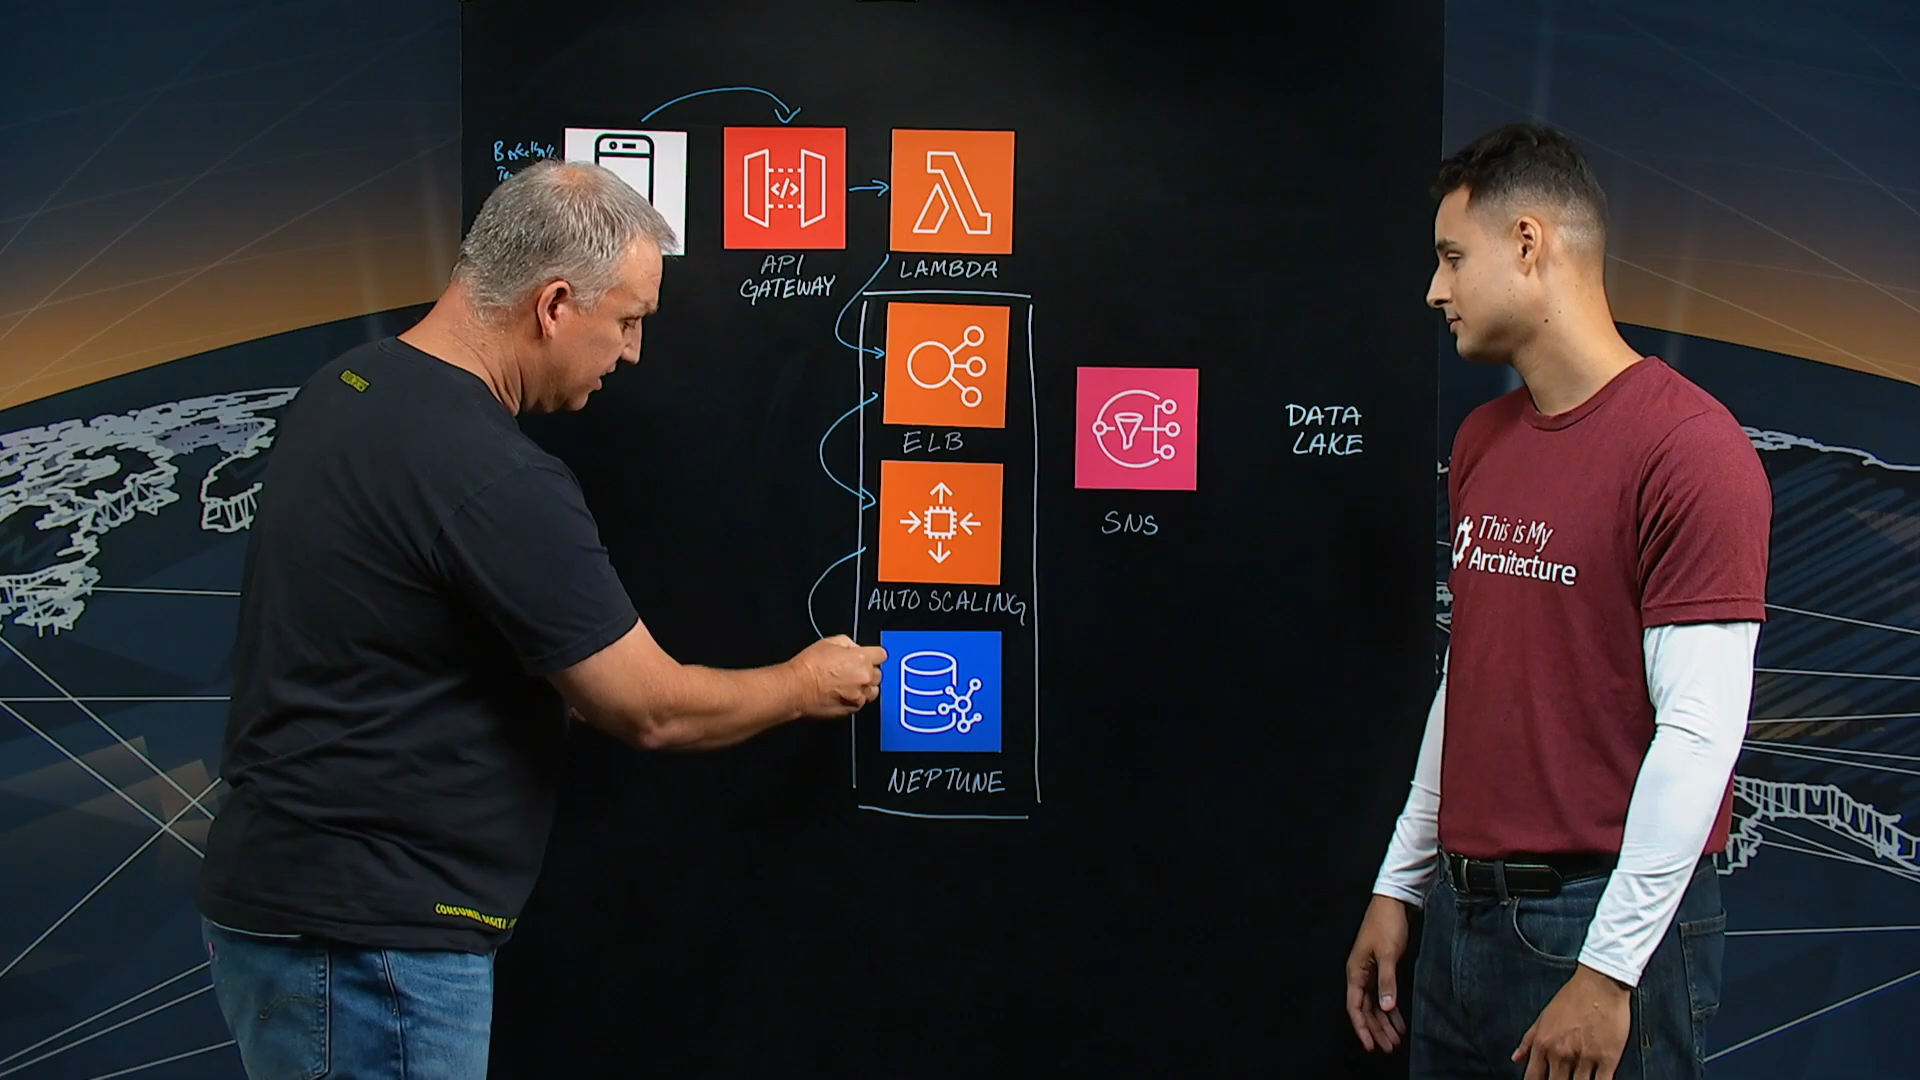 </>
API
GATEWAY
LAMBDA
ELB
AUTO SCALING
NEPTUNE
SNS
DATA
LAKE
This is My
Architecture